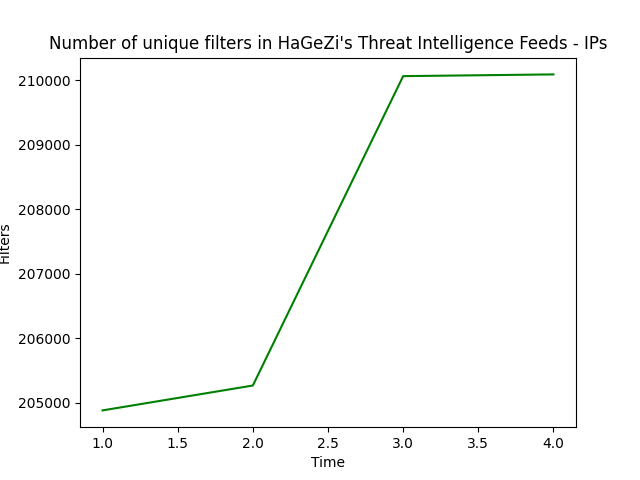 Number of unique filters in HaGeZi's Threat Intelligence Feeds - IPs
210000
209000
208000
207000
206000
205000
Filters
1.0 1.5 2.0 2.5 3.0 3.5 4.0
Time